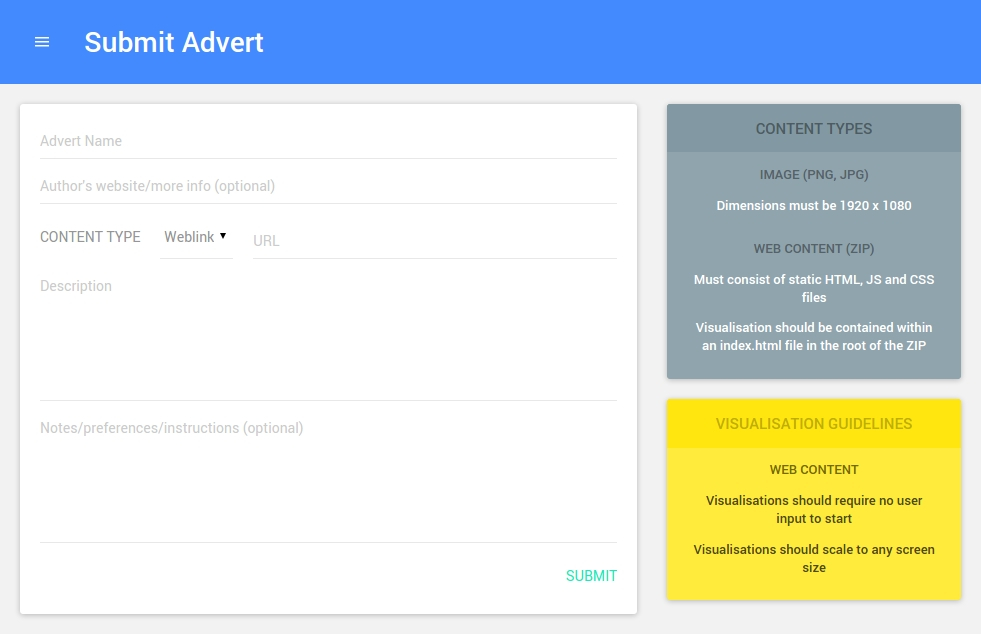 Submit Advert
Advert Name
Author's website/more info (optional)
CONTENT TYPE Weblink ▼ URL
Description
Notes/preferences/instructions (optional)
SUBMIT
CONTENT TYPES
IMAGE (PNG, JPG)
Dimensions must be 1920 x 1080
WEB CONTENT (ZIP)
Must consist of static HTML, JS and CSS
files
Visualisation should be contained within
an index.html file in the root of the ZIP
VISUALISATION GUIDELINES
WEB CONTENT
Visualisations should require no user
input to start
Visualisations should scale to any screen
size